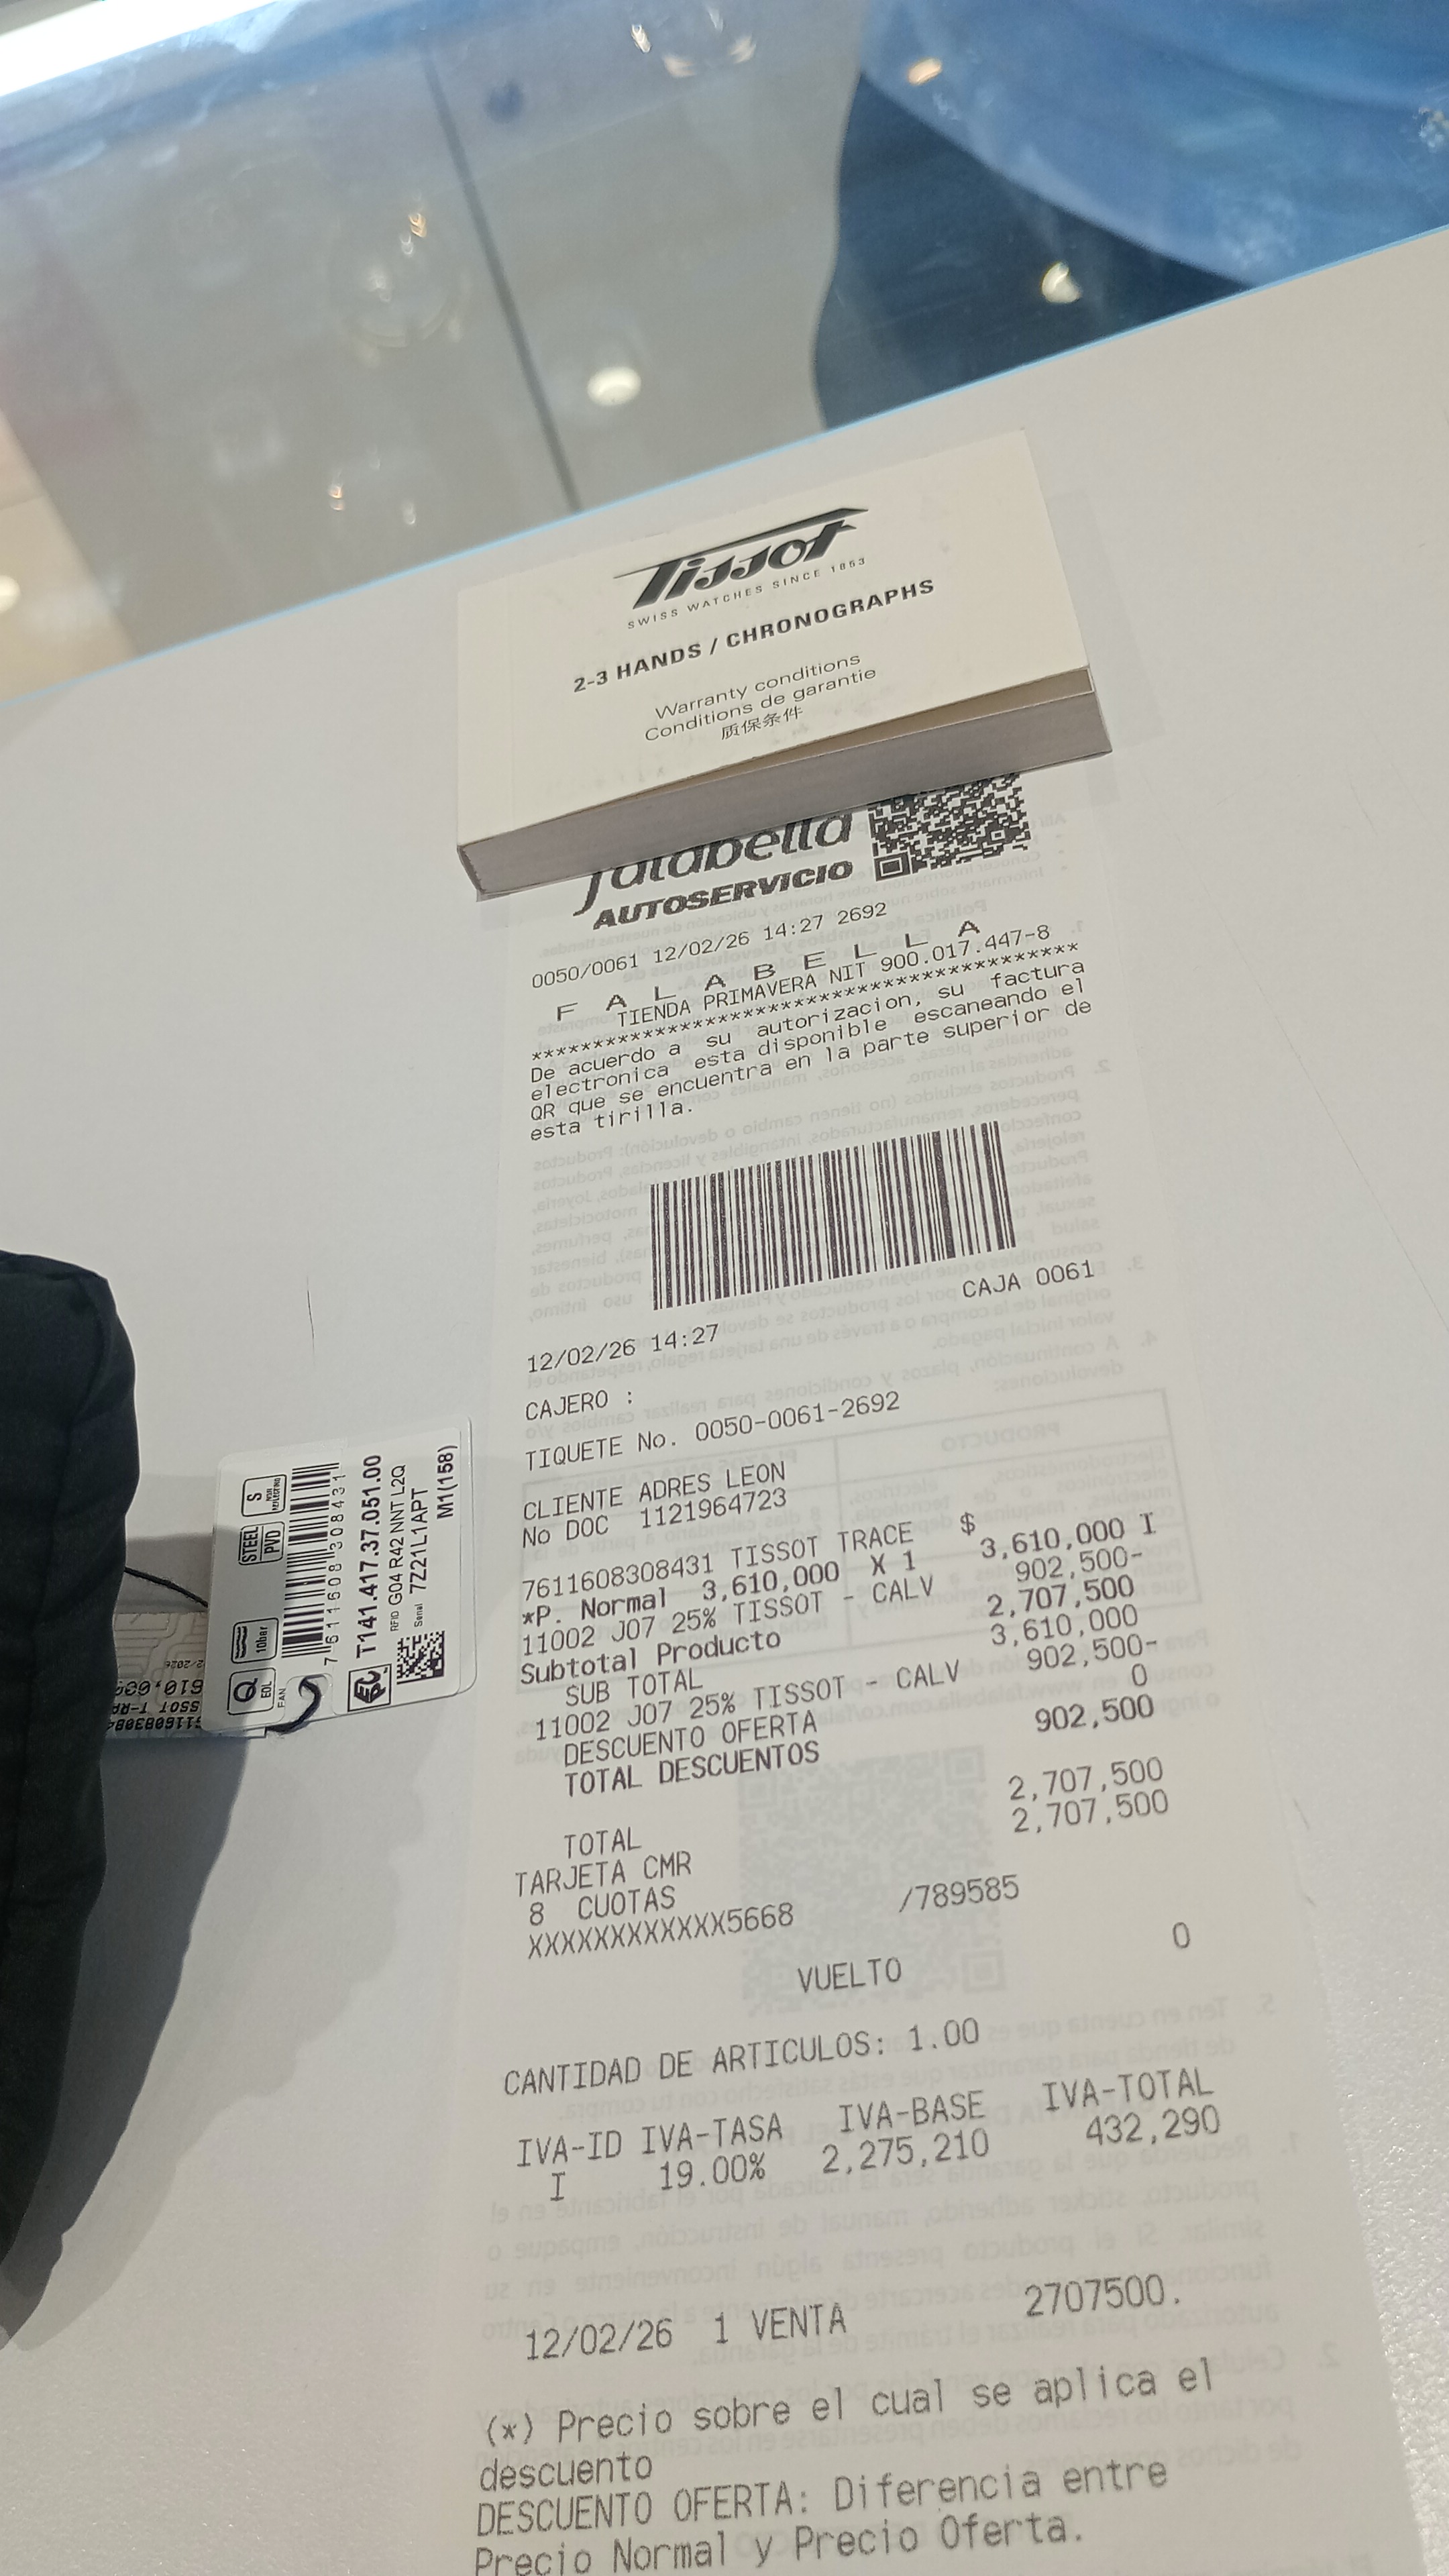 Tissot
SWISS WATCHES SINCE 1853
2-3 HANDS / CHRONOGRAPHS
Warranty conditions
Conditions de garantie
质保条件
falabella
AUTOSERVICIO
0050/0061 12/02/26 14:27 2692
F A L A B E L L A
TIENDA PRIMAVERA NIT 900.017.447-8
****************************************
De acuerdo a su autorizacion, su factura
electronica esta disponible escaneando el
QR que se encuentra en la parte superior de
esta tirilla.
CAJA 0061
12/02/26 14:27
CAJERO :
TIQUETE No. 0050-0061-2692
CLIENTE ADRES LEON
No DOC 1121964723
$
7611608308431 TISSOT TRACE 3,610,000 I
*P. Normal 3,610,000 X 1
11002 J07 25% TISSOT - CALV 902,500-
Subtotal Producto 2,707,500
SUB TOTAL 3,610,000
11002 J07 25% TISSOT - CALV 902,500-
DESCUENTO OFERTA 0
TOTAL DESCUENTOS 902,500
TOTAL 2,707,500
TARJETA CMR 2,707,500
8 CUOTAS
XXXXXXXXXXXX5668 /789585
VUELTO 0
CANTIDAD DE ARTICULOS: 1.00
IVA-ID IVA-TASA IVA-BASE IVA-TOTAL
I 19.00% 2,275,210 432,290
12/02/26 1 VENTA 2707500.
(*) Precio sobre el cual se aplica el
descuento
DESCUENTO OFERTA: Diferencia entre
Precio Normal y Precio Oferta.
Q EOL
10bar
STEEL PVD
S
EAN
7 611608 308431
T141.417.37.051.00
RFID G04 R42 NNT L2Q
Serial 7Z21L1APT
M1(158)